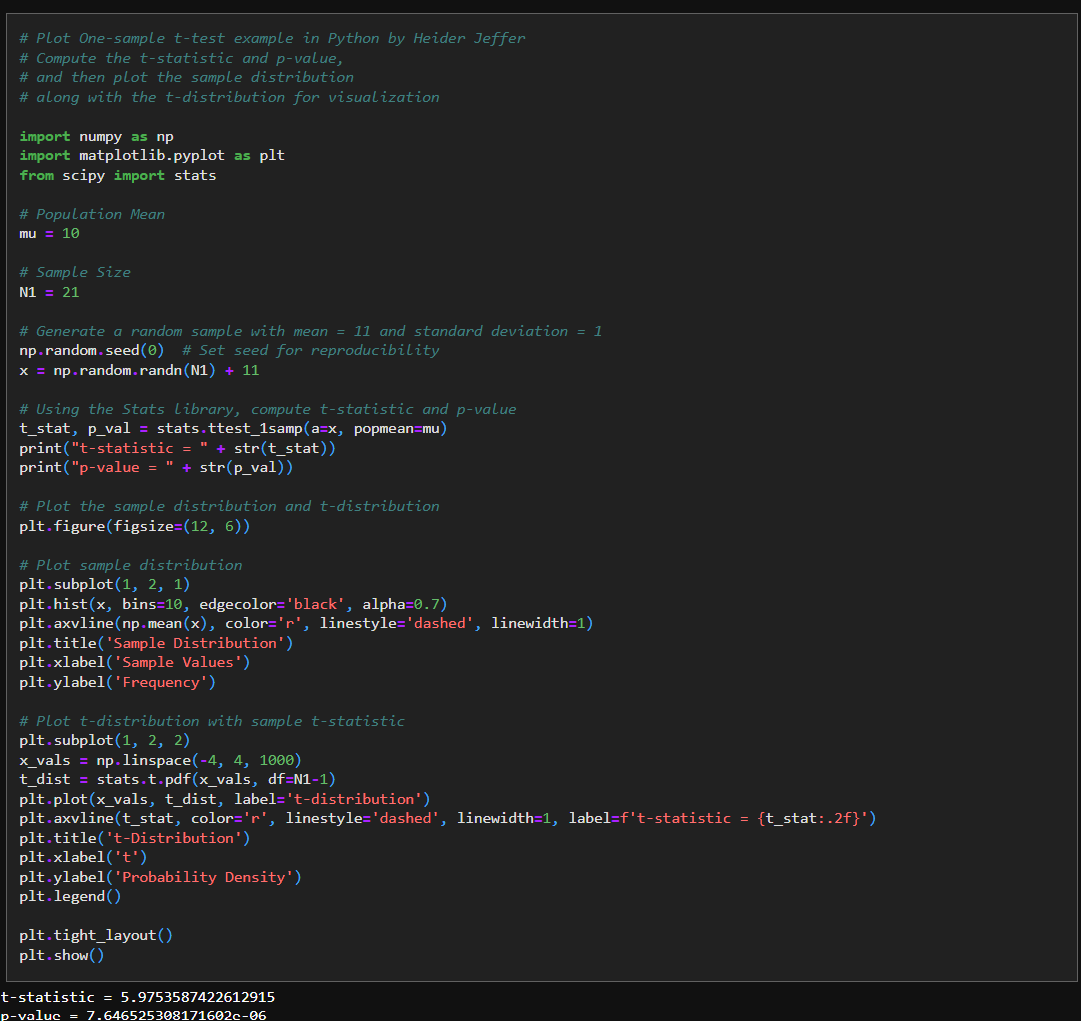 # Plot One-sample t-test example in Python by Heider Jeffer
# Compute the t-statistic and p-value,
# and then plot the sample distribution
# along with the t-distribution for visualization
import numpy as np
import matplotlib.pyplot as plt
from scipy import stats
# Population Mean
mu = 10
# Sample Size
N1 = 21
# Generate a random sample with mean = 11 and standard deviation = 1
np.random.seed(0)  # Set seed for reproducibility
x = np.random.randn(N1) + 11
# Using the Stats library, compute t-statistic and p-value
t_stat, p_val = stats.ttest_1samp(a=x, popmean=mu)
print("t-statistic = " + str(t_stat))
print("p-value = " + str(p_val))
# Plot the sample distribution and t-distribution
plt.figure(figsize=(12, 6))
# Plot sample distribution
plt.subplot(1, 2, 1)
plt.hist(x, bins=10, edgecolor='black', alpha=0.7)
plt.axvline(np.mean(x), color='r', linestyle='dashed', linewidth=1)
plt.title('Sample Distribution')
plt.xlabel('Sample Values')
plt.ylabel('Frequency')
# Plot t-distribution with sample t-statistic
plt.subplot(1, 2, 2)
x_vals = np.linspace(-4, 4, 1000)
t_dist = stats.t.pdf(x_vals, df=N1-1)
plt.plot(x_vals, t_dist, label='t-distribution')
plt.axvline(t_stat, color='r', linestyle='dashed', linewidth=1, label=f't-statistic = {t_stat:.2f}')
plt.title('t-Distribution')
plt.xlabel('t')
plt.ylabel('Probability Density')
plt.legend()
plt.tight_layout()
plt.show()
t-statistic = 5.9753587422612915
p-value = 7.646525308171602e-06